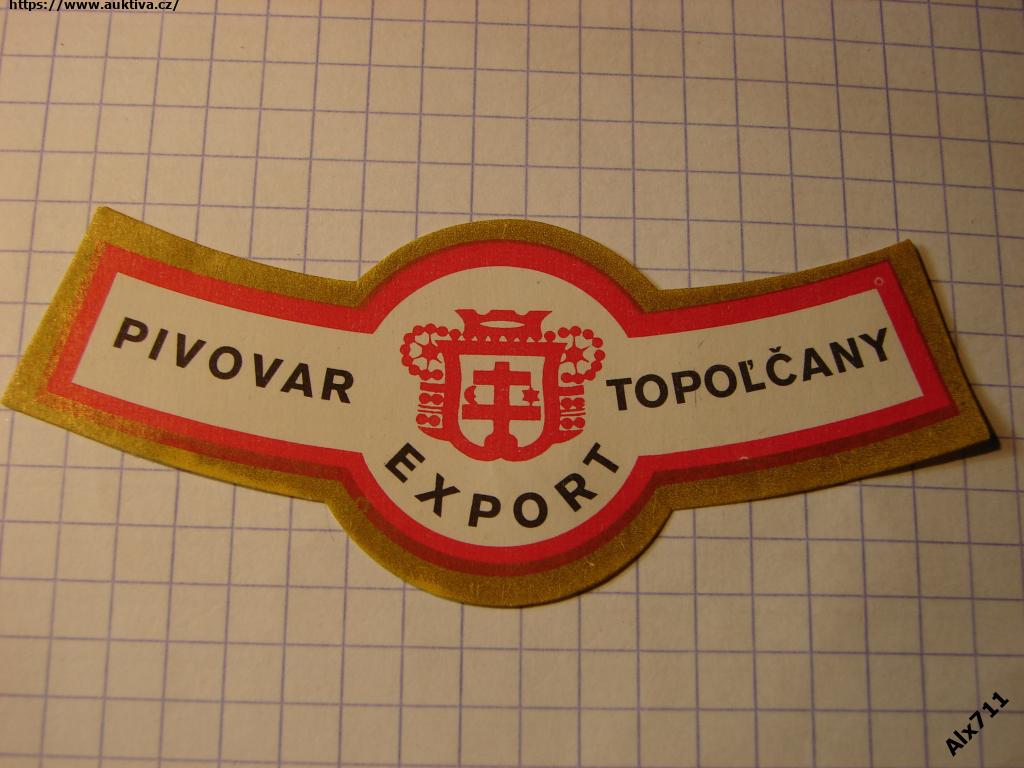 https://www.auktiva.cz/
PIVOVAR
TOPOĽČANY
EXPORT
Alx711